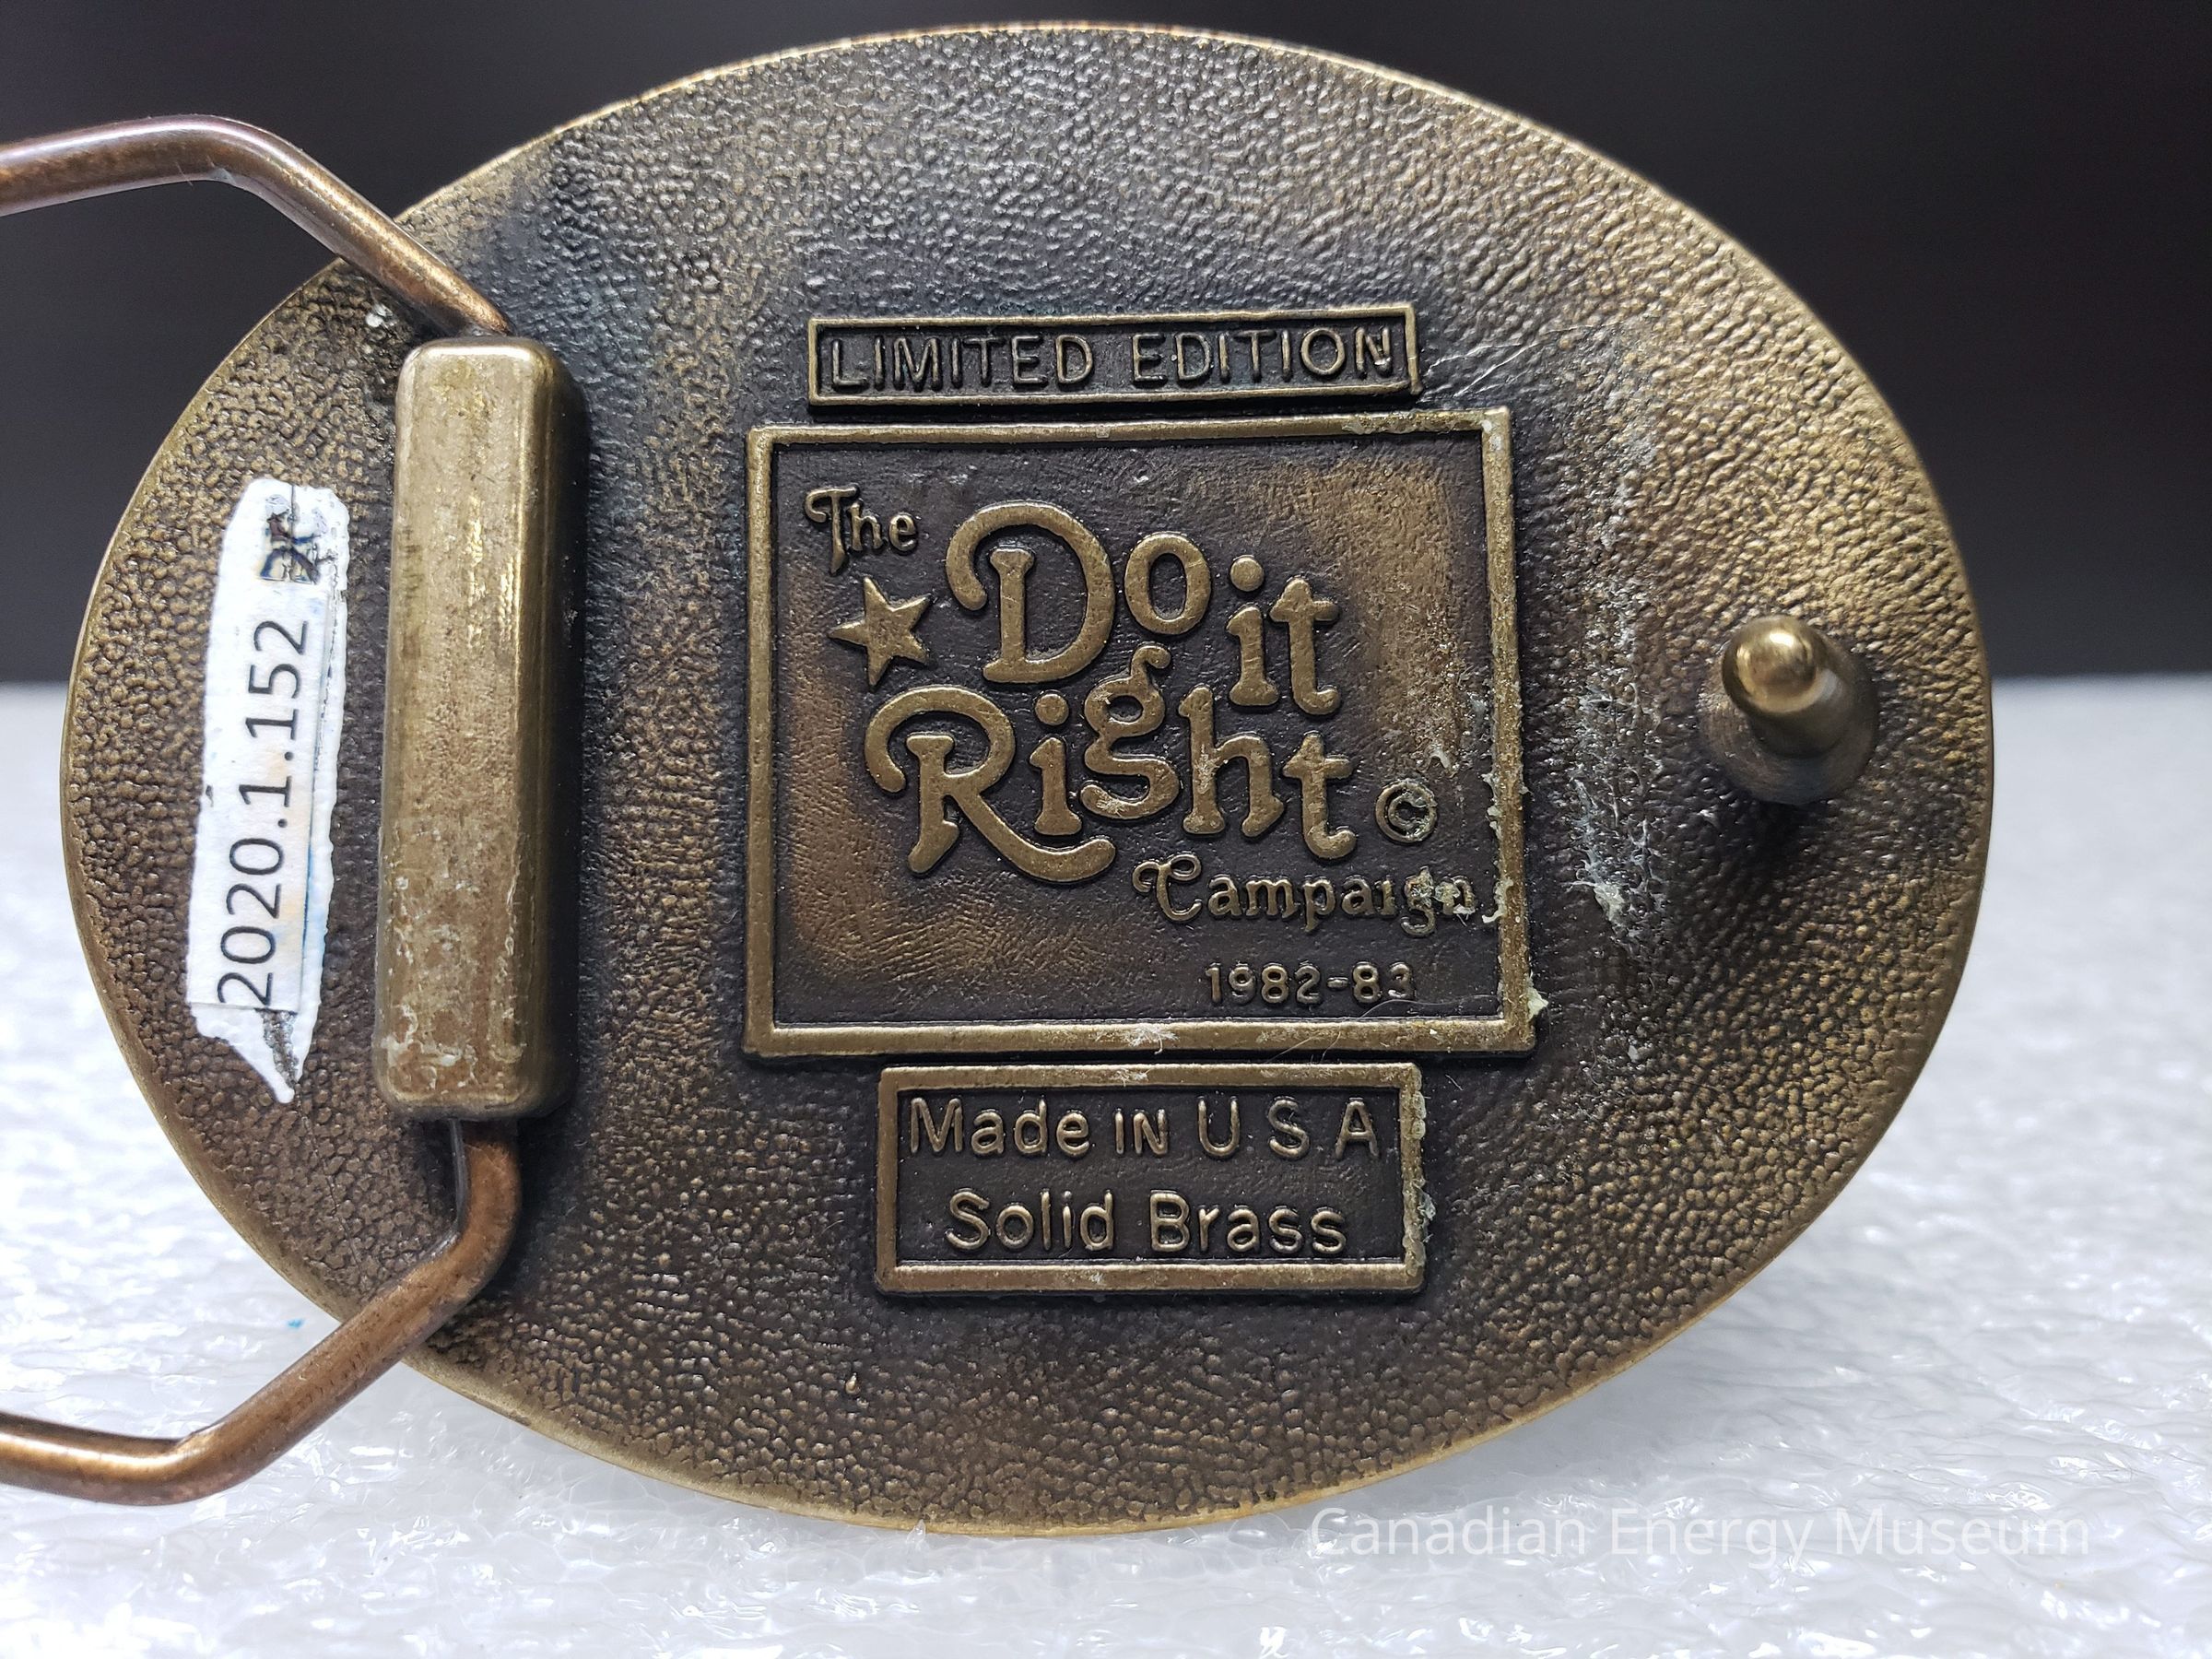 LIMITED EDITION
The
Do it
Right ©
Campaign
1982-83
Made IN U.S.A
Solid Brass
2020.1.152
Canadian Energy Museum